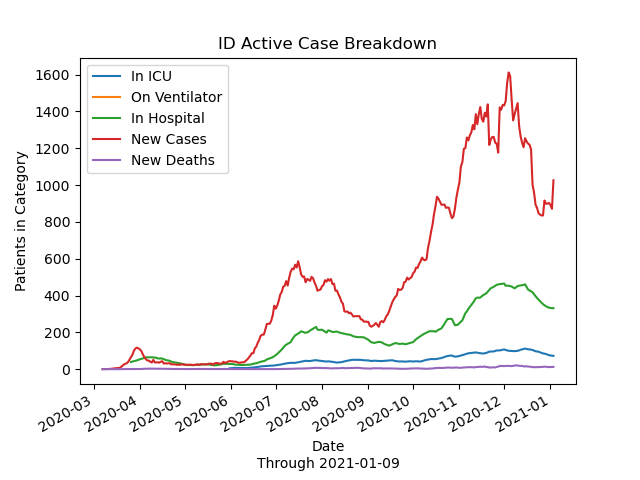 ID Active Case Breakdown
In ICU
On Ventilator
In Hospital
New Cases
New Deaths
Patients in Category
1600
1400
1200
1000
800
600
400
200
0
2020-03
2020-04
2020-05
2020-06
2020-07
2020-08
2020-09
2020-10
2020-11
2020-12
2021-01
Date
Through 2021-01-09